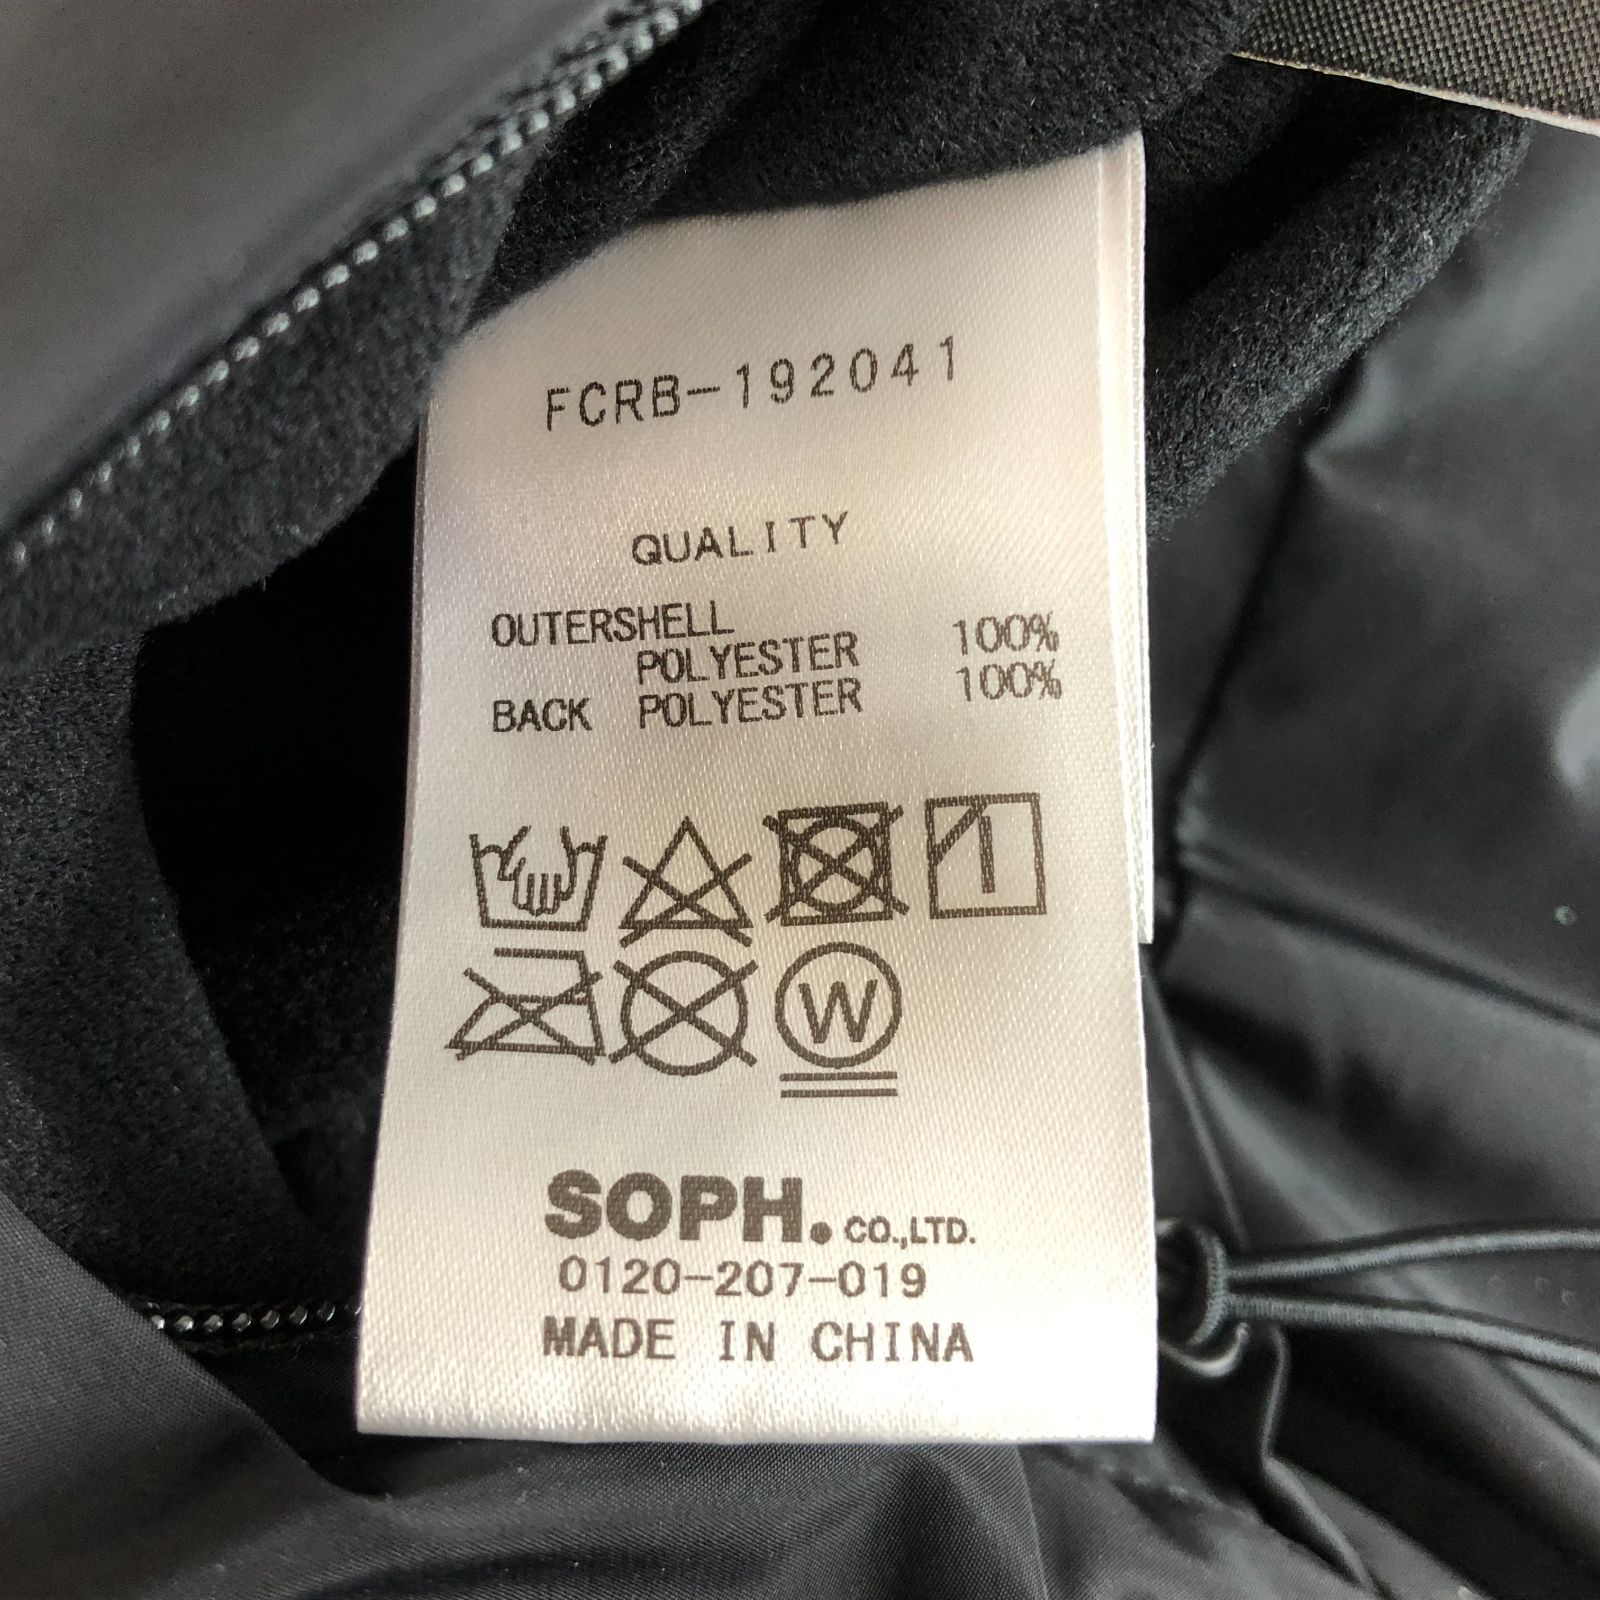 FCRB-192041
QUALITY
OUTERSHELL
POLYESTER 100%
BACK POLYESTER 100%
W
SOPH. CO.,LTD.
0120-207-019
MADE IN CHINA